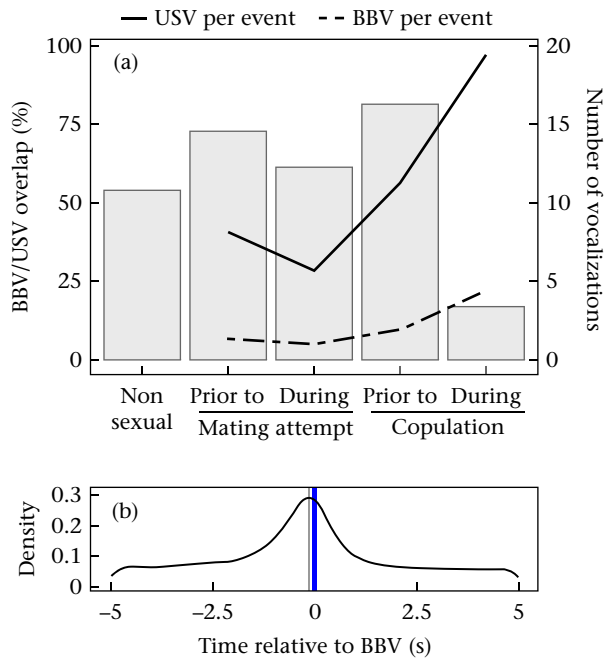 USV per event BBV per event
(a)
BBV/USV overlap (%)
100
75
50
25
0
Number of vocalizations
20
15
10
5
0
Non Prior to During Prior to During
sexual Mating attempt Copulation
(b)
Density
0.3
0.2
0.1
0
−5 −2.5 0 2.5 5
Time relative to BBV (s)